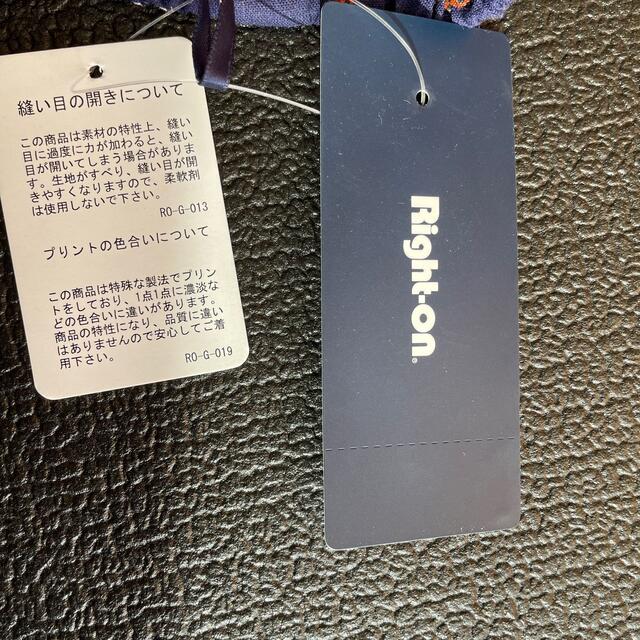 縫い目の開きについて
この商品は素材の特性上、縫い
目に過度に力が加わると、縫い
目が開いてしまう場合がありま
す。生地がすべり、縫い目が開
きやすくなりますので、柔軟剤
は使用しないで下さい。
RO-G-013
プリントの色合いについて
この商品は特殊な製法でプリン
トをしており、1点1点に濃淡な
どの色合いに違いがあります。
商品の特性になり、品質に違い
はありませんので安心してご着
用下さい。
RO-G-019
Right-on®